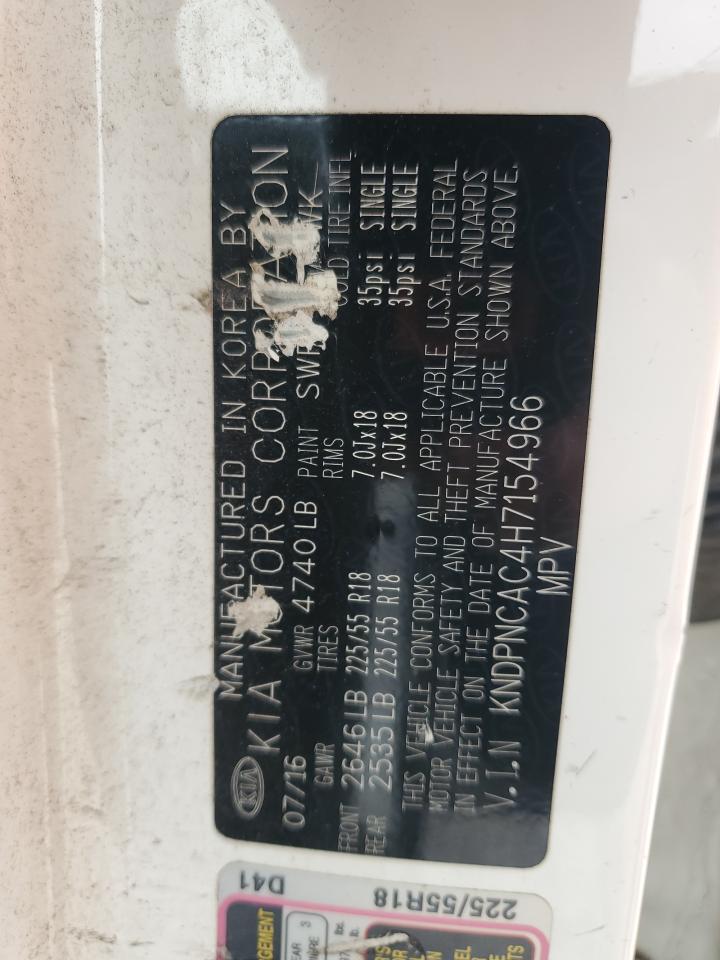 MANUFACTURED IN KOREA BY
KIA MOTORS CORPORATION
07/16 GVWR 4740LB PAINT SWP
GAWR TIRES RIMS COLD TIRE INFL
FRONT 2646LB 225/55 R18 7.0Jx18 35psi SINGLE
REAR 2535LB 225/55 R18 7.0Jx18 35psi SINGLE
THIS VEHICLE CONFORMS TO ALL APPLICABLE U.S.A. FEDERAL
MOTOR VEHICLE SAFETY AND THEFT PREVENTION STANDARDS
IN EFFECT ON THE DATE OF MANUFACTURE SHOWN ABOVE.
V.I.N KNDPNCAC4H7154966
MPV
225/55R18 D41